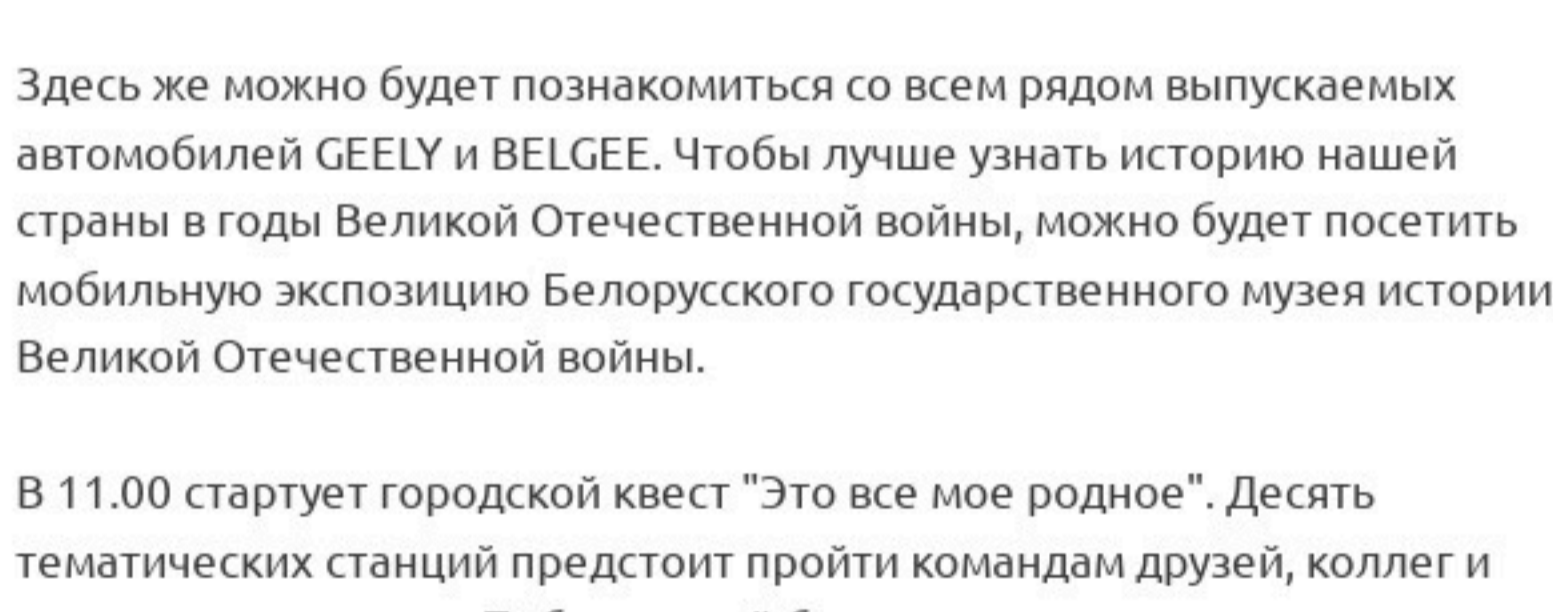 Здесь же можно будет познакомиться со всем рядом выпускаемых
автомобилей GEELY и BELGEE. Чтобы лучше узнать историю нашей
страны в годы Великой Отечественной войны, можно будет посетить
мобильную экспозицию Белорусского государственного музея истории
Великой Отечественной войны.
В 11.00 стартует городской квест "Это все мое родное". Десять
тематических станций предстоит пройти командам друзей, коллег и